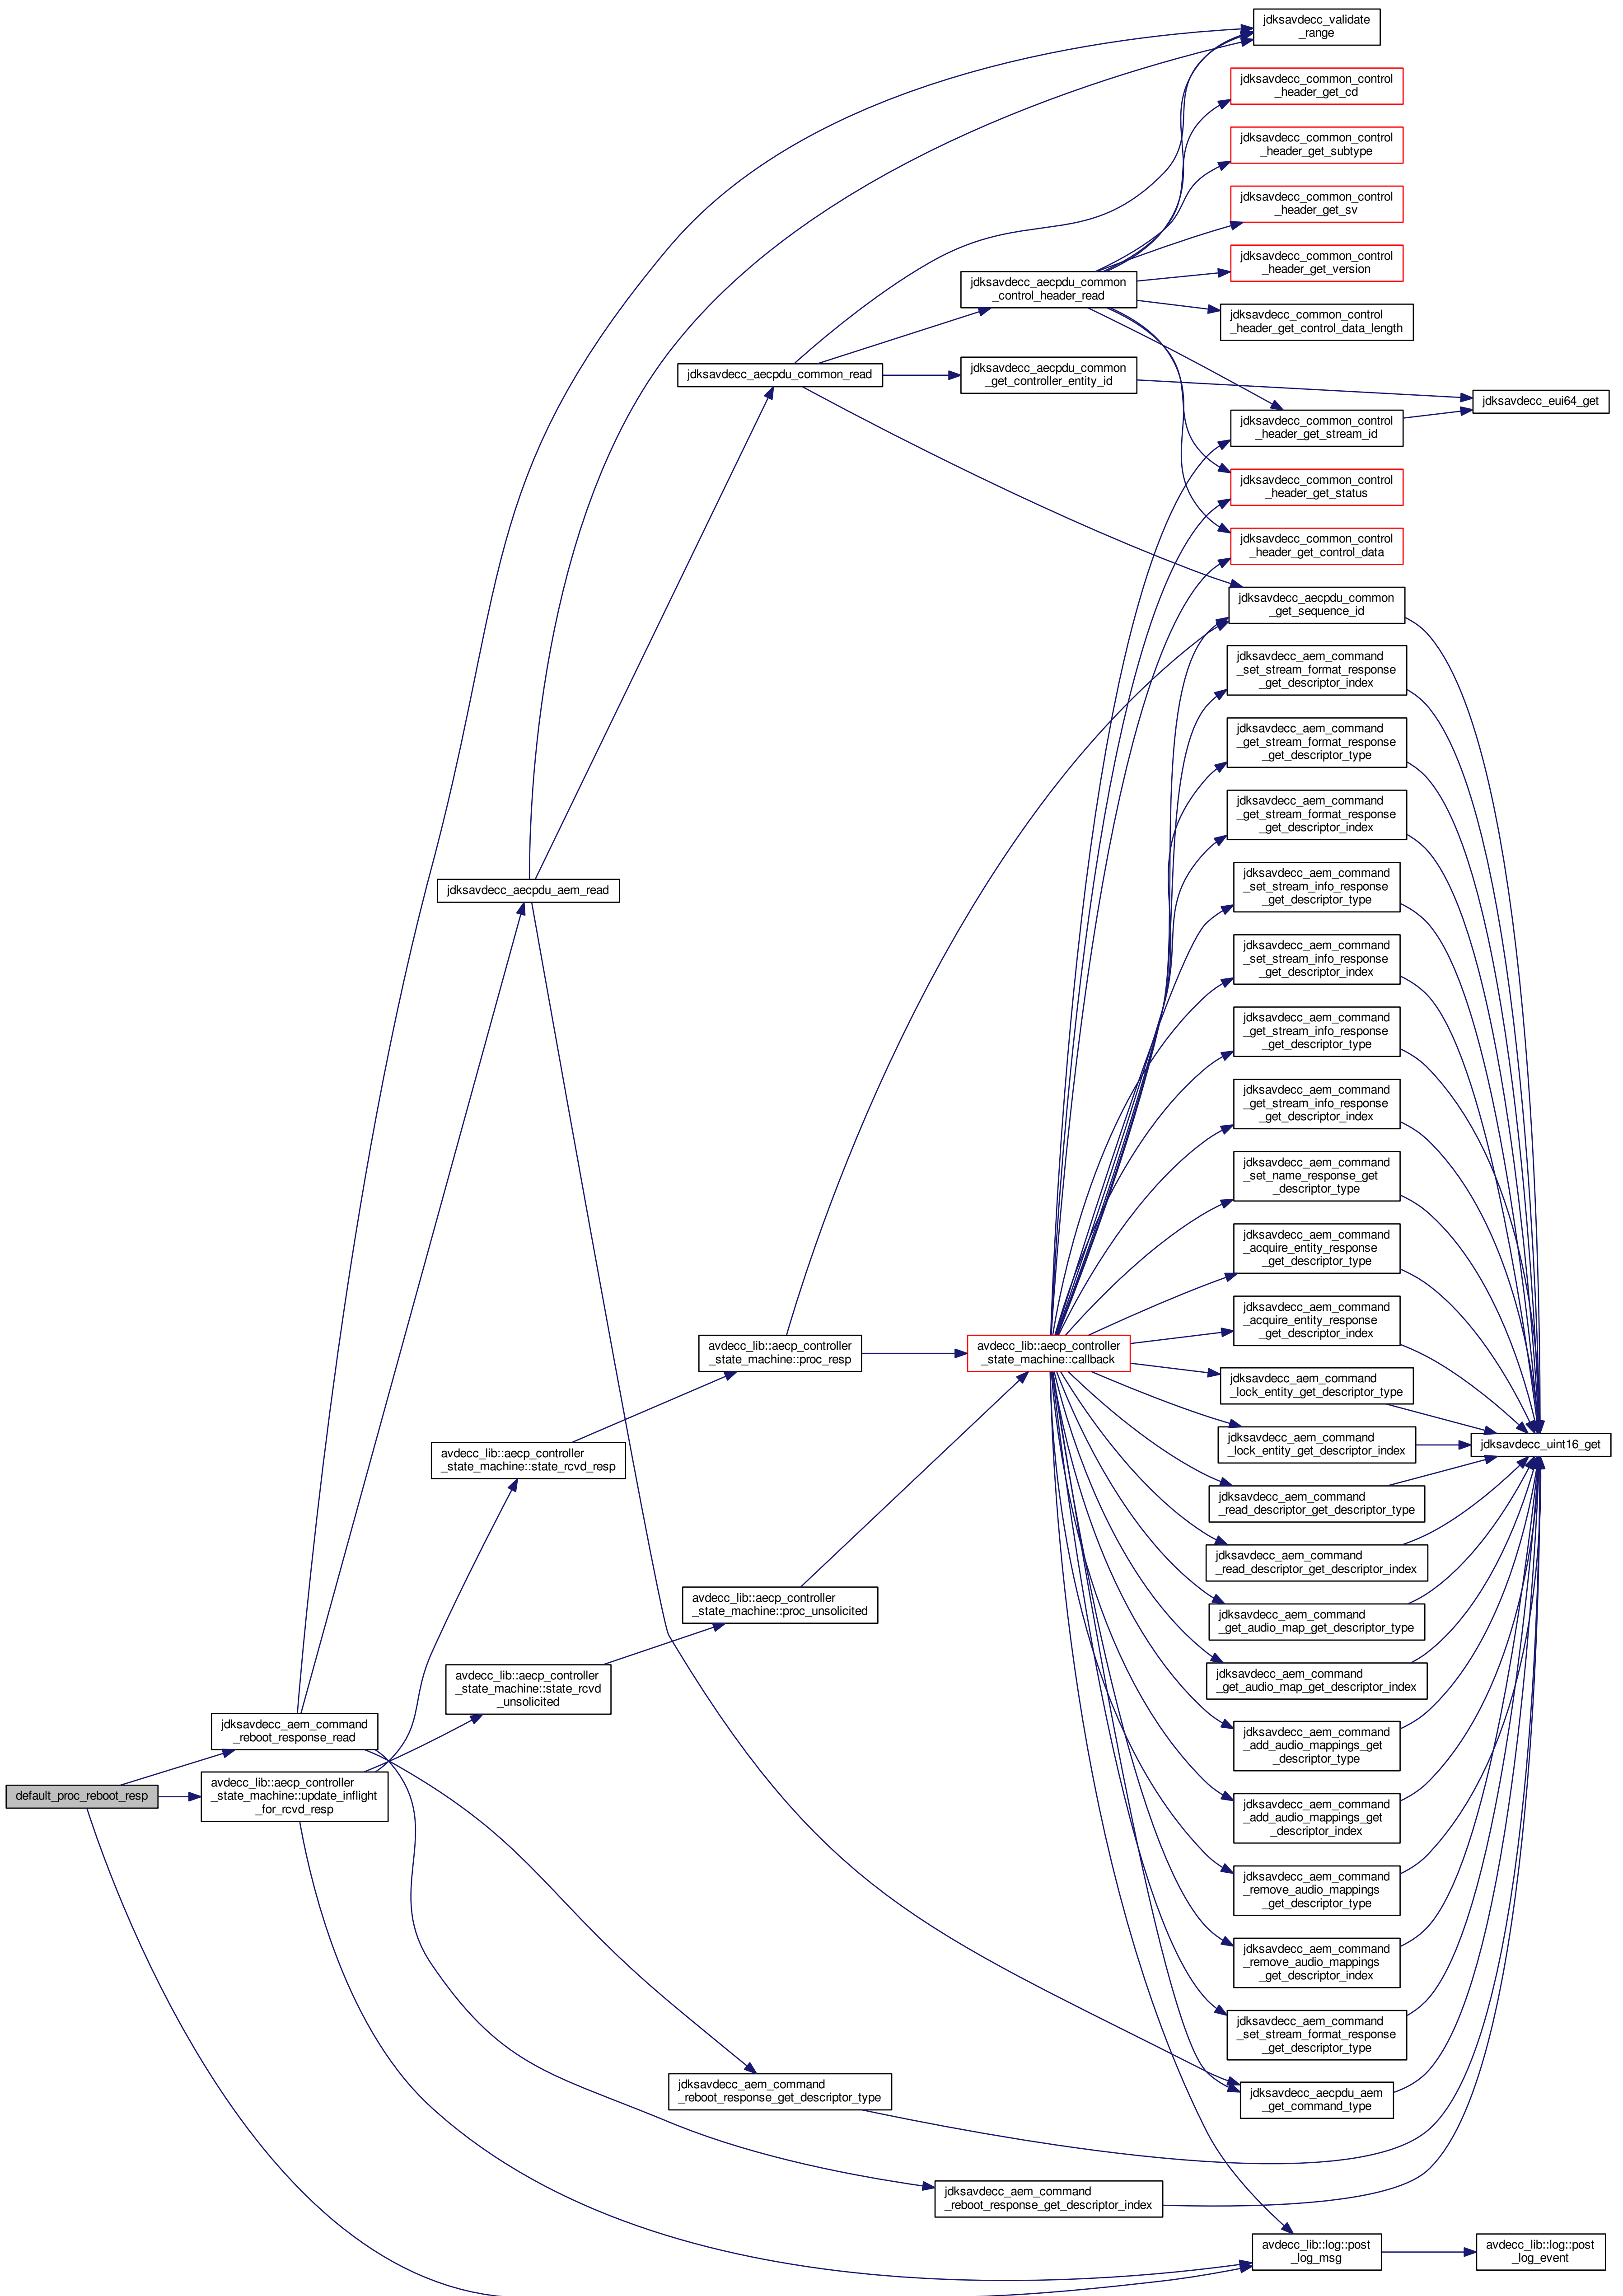 jdksavdecc_validate
_range
jdksavdecc_common_control
_header_get_cd
jdksavdecc_common_control
_header_get_subtype
jdksavdecc_common_control
_header_get_sv
jdksavdecc_common_control
_header_get_version
jdksavdecc_aecpdu_common
_control_header_read
jdksavdecc_common_control
_header_get_control_data_length
jdksavdecc_aecpdu_common_read
jdksavdecc_aecpdu_common
_get_controller_entity_id
jdksavdecc_eui64_get
jdksavdecc_common_control
_header_get_stream_id
jdksavdecc_common_control
_header_get_status
jdksavdecc_common_control
_header_get_control_data
jdksavdecc_aecpdu_common
_get_sequence_id
jdksavdecc_aem_command
_set_stream_format_response
_get_descriptor_index
jdksavdecc_aem_command
_get_stream_format_response
_get_descriptor_type
jdksavdecc_aem_command
_get_stream_format_response
_get_descriptor_index
jdksavdecc_aecpdu_aem_read
jdksavdecc_aem_command
_set_stream_info_response
_get_descriptor_type
jdksavdecc_aem_command
_set_stream_info_response
_get_descriptor_index
jdksavdecc_aem_command
_get_stream_info_response
_get_descriptor_type
jdksavdecc_aem_command
_get_stream_info_response
_get_descriptor_index
jdksavdecc_aem_command
_set_name_response_get
_descriptor_type
jdksavdecc_aem_command
_acquire_entity_response
_get_descriptor_type
jdksavdecc_aem_command
_acquire_entity_response
_get_descriptor_index
avdecc_lib::aecp_controller
_state_machine::proc_resp
avdecc_lib::aecp_controller
_state_machine::callback
jdksavdecc_aem_command
_lock_entity_get_descriptor_type
jdksavdecc_aem_command
_lock_entity_get_descriptor_index
jdksavdecc_uint16_get
avdecc_lib::aecp_controller
_state_machine::state_rcvd_resp
jdksavdecc_aem_command
_read_descriptor_get_descriptor_type
jdksavdecc_aem_command
_read_descriptor_get_descriptor_index
avdecc_lib::aecp_controller
_state_machine::proc_unsolicited
jdksavdecc_aem_command
_get_audio_map_get_descriptor_type
jdksavdecc_aem_command
_get_audio_map_get_descriptor_index
avdecc_lib::aecp_controller
_state_machine::state_rcvd
_unsolicited
jdksavdecc_aem_command
_reboot_response_read
jdksavdecc_aem_command
_add_audio_mappings_get
_descriptor_type
default_proc_reboot_resp
avdecc_lib::aecp_controller
_state_machine::update_inflight
_for_rcvd_resp
jdksavdecc_aem_command
_add_audio_mappings_get
_descriptor_index
jdksavdecc_aem_command
_remove_audio_mappings
_get_descriptor_type
jdksavdecc_aem_command
_remove_audio_mappings
_get_descriptor_index
jdksavdecc_aem_command
_set_stream_format_response
_get_descriptor_type
jdksavdecc_aem_command
_reboot_response_get_descriptor_type
jdksavdecc_aecpdu_aem
_get_command_type
jdksavdecc_aem_command
_reboot_response_get_descriptor_index
avdecc_lib::log::post
_log_msg
avdecc_lib::log::post
_log_event